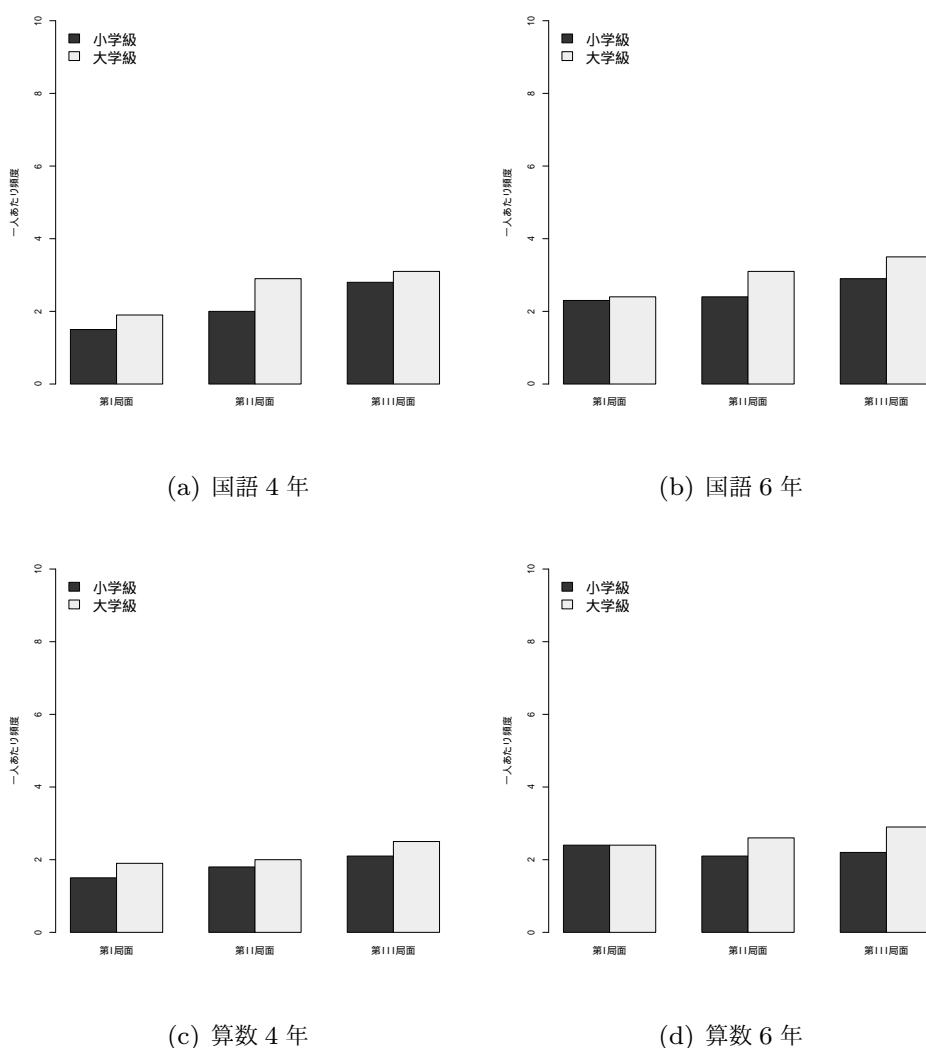 小学級
大学級
一人あたり頻度
0 2 4 6 8 10
第I局面 第II局面 第III局面
(a) 国語 4 年
小学級
大学級
一人あたり頻度
0 2 4 6 8 10
第I局面 第II局面 第III局面
(b) 国語 6 年
小学級
大学級
一人あたり頻度
0 2 4 6 8 10
第I局面 第II局面 第III局面
(c) 算数 4 年
小学級
大学級
一人あたり頻度
0 2 4 6 8 10
第I局面 第II局面 第III局面
(d) 算数 6 年